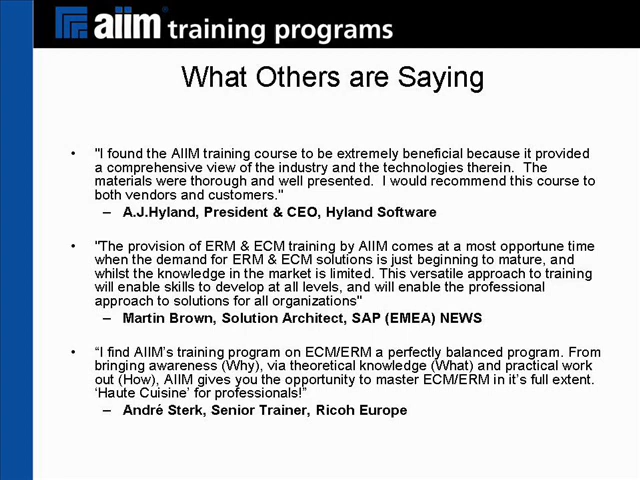 aiim training programs
What Others are Saying
• "I found the AIIM training course to be extremely beneficial because it provided
a comprehensive view of the industry and the technologies therein. The
materials were thorough and well presented. I would recommend this course to
both vendors and customers."
– A.J.Hyland, President & CEO, Hyland Software
• "The provision of ERM & ECM training by AIIM comes at a most opportune time
when the demand for ERM & ECM solutions is just beginning to mature, and
whilst the knowledge in the market is limited. This versatile approach to training
will enable skills to develop at all levels, and will enable the professional
approach to solutions for all organizations"
– Martin Brown, Solution Architect, SAP (EMEA) NEWS
• “I find AIIM’s training program on ECM/ERM a perfectly balanced program. From
bringing awareness (Why), via theoretical knowledge (What) and practical work
out (How), AIIM gives you the opportunity to master ECM/ERM in it’s full extent.
‘Haute Cuisine’ for professionals!”
– André Sterk, Senior Trainer, Ricoh Europe